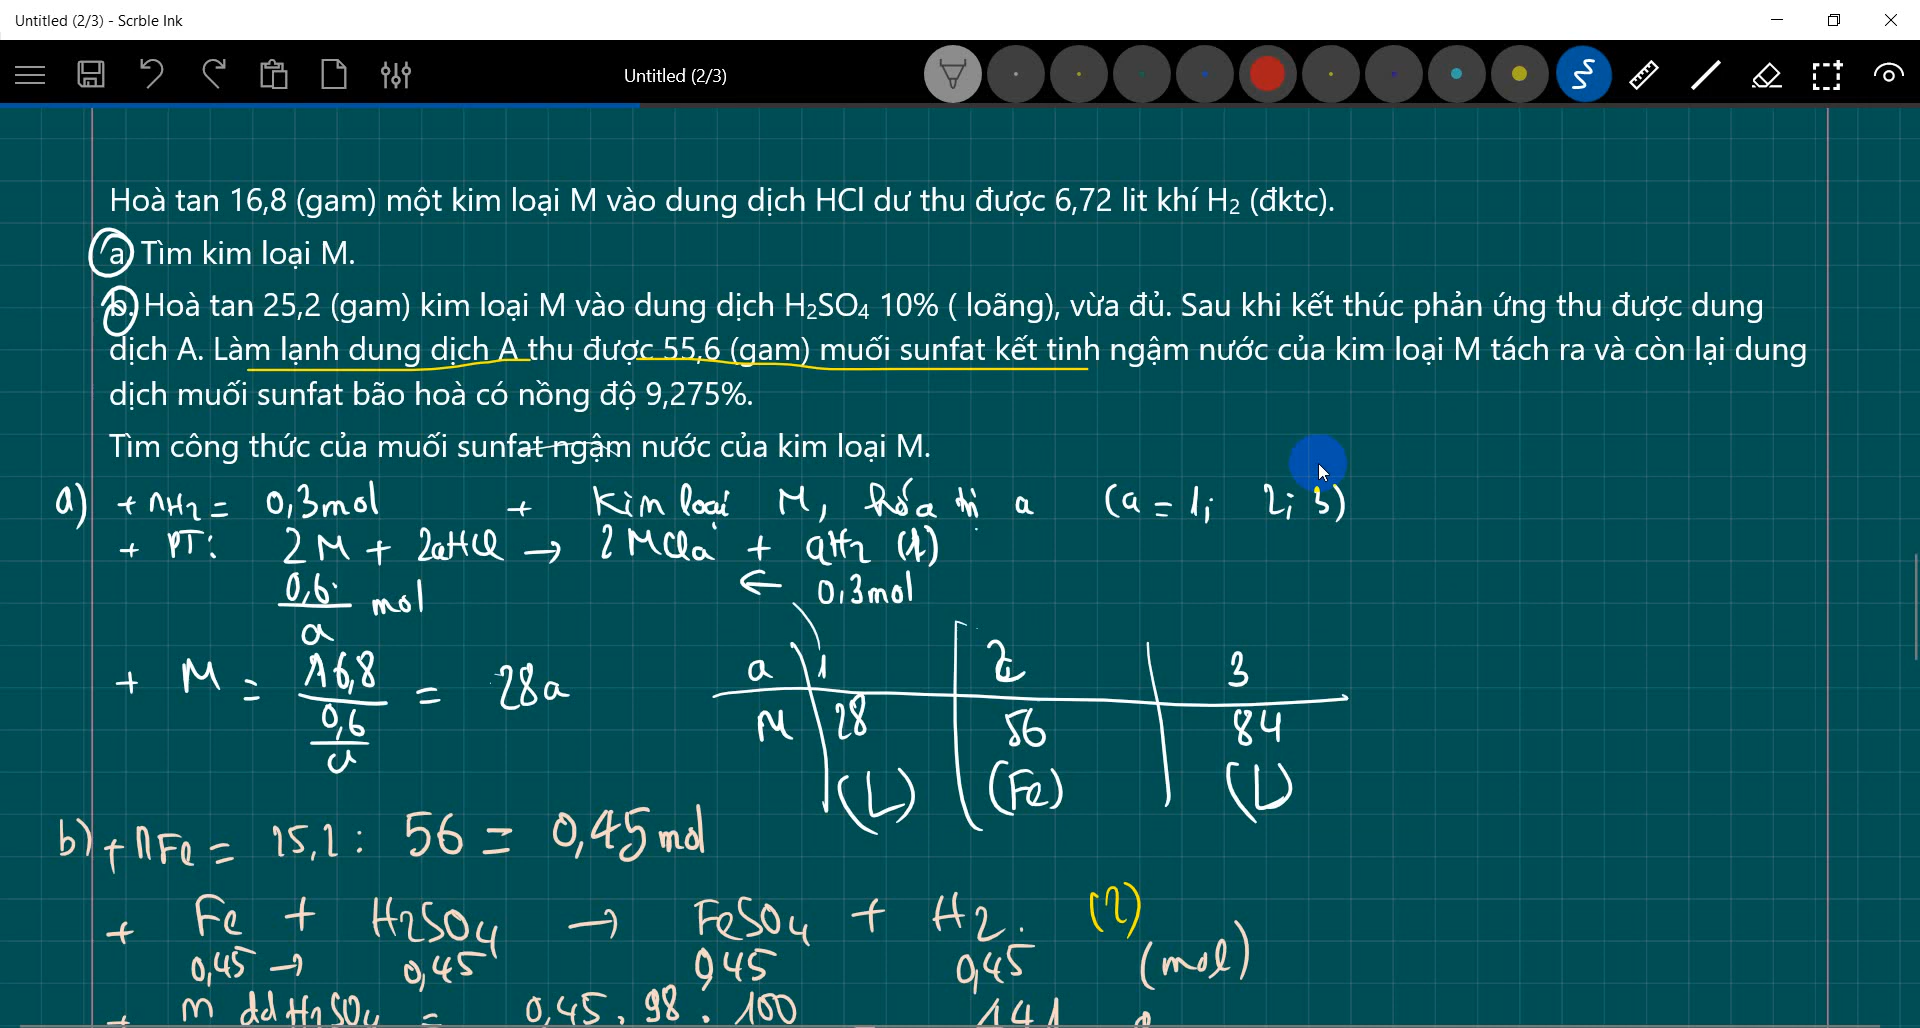 Untitled (2/3) - Scrble Ink
Untitled (2/3)
Hoà tan 16,8 (gam) một kim loại M vào dung dịch HCl dư thu được 6,72 lit khí H₂ (đktc).
a. Tìm kim loại M.
b. Hoà tan 25,2 (gam) kim loại M vào dung dịch H₂SO₄ 10% ( loãng), vừa đủ. Sau khi kết thúc phản ứng thu được dung
dịch A. Làm lạnh dung dịch A thu được 55,6 (gam) muối sunfat kết tinh ngậm nước của kim loại M tách ra và còn lại dung
dịch muối sunfat bão hoà có nồng độ 9,275%.
Tìm công thức của muối sunfat ngậm nước của kim loại M.
a) + nH2 = 0,3mol + Kim loại M, hóa trị a (a = 1; 2; 3)
+ PT: 2M + 2aHCl → 2MCla + aH2 (1)
0,6/a mol ← 0,3mol
+ M = 16,8/(0,6/a) = 28a
a 1 2 3
M 28 56 84
(L) (Fe) (L)
b) + nFe = 25,2 : 56 = 0,45mol
+ Fe + H2SO4 → FeSO4 + H2. (2)
0,45 → 0,45 0,45 0,45 (mol)
+ m ddH2SO4 = 0,45 . 98 . 100 = 441